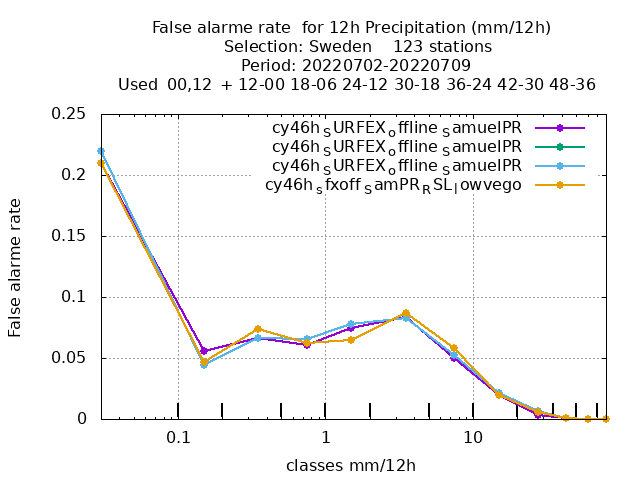 False alarme rate  for 12h Precipitation (mm/12h)
Selection: Sweden    123 stations
Period: 20220702-20220709
Used  00,12  + 12-00 18-06 24-12 30-18 36-24 42-30 48-36
0.25
0.2
0.15
0.1
0.05
0
False alarme rate
cy46h_SURFEX_offline_SamuelPR
cy46h_SURFEX_offline_SamuelPR
cy46h_SURFEX_offline_SamuelPR
cy46h_sfxoff_SamPR_RSL_lowvego
0.1
1
10
classes mm/12h